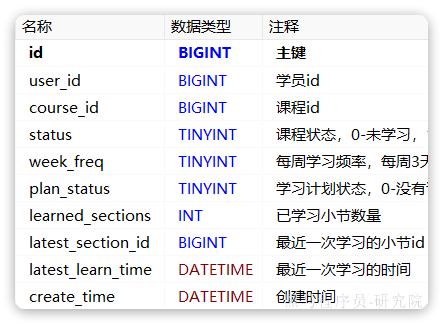 名称 数据类型 注释
id BIGINT 主键
user_id BIGINT 学员id
course_id BIGINT 课程id
status TINYINT 课程状态，0-未学习，
week_freq TINYINT 每周学习频率，每周3天
plan_status TINYINT 学习计划状态，0-没有
learned_sections INT 已学习小节数量
latest_section_id BIGINT 最近一次学习的小节id
latest_learn_time DATETIME 最近一次学习的时间
create_time DATETIME 创建时间
程序员-研究院